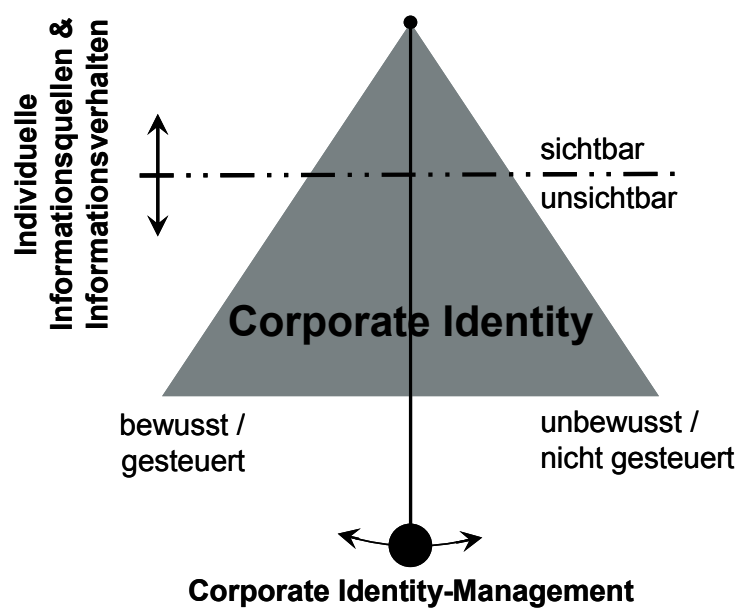 Individuelle
Informationsquellen &
Informationsverhalten
sichtbar
unsichtbar
Corporate Identity
bewusst /
gesteuert
unbewusst /
nicht gesteuert
Corporate Identity-Management